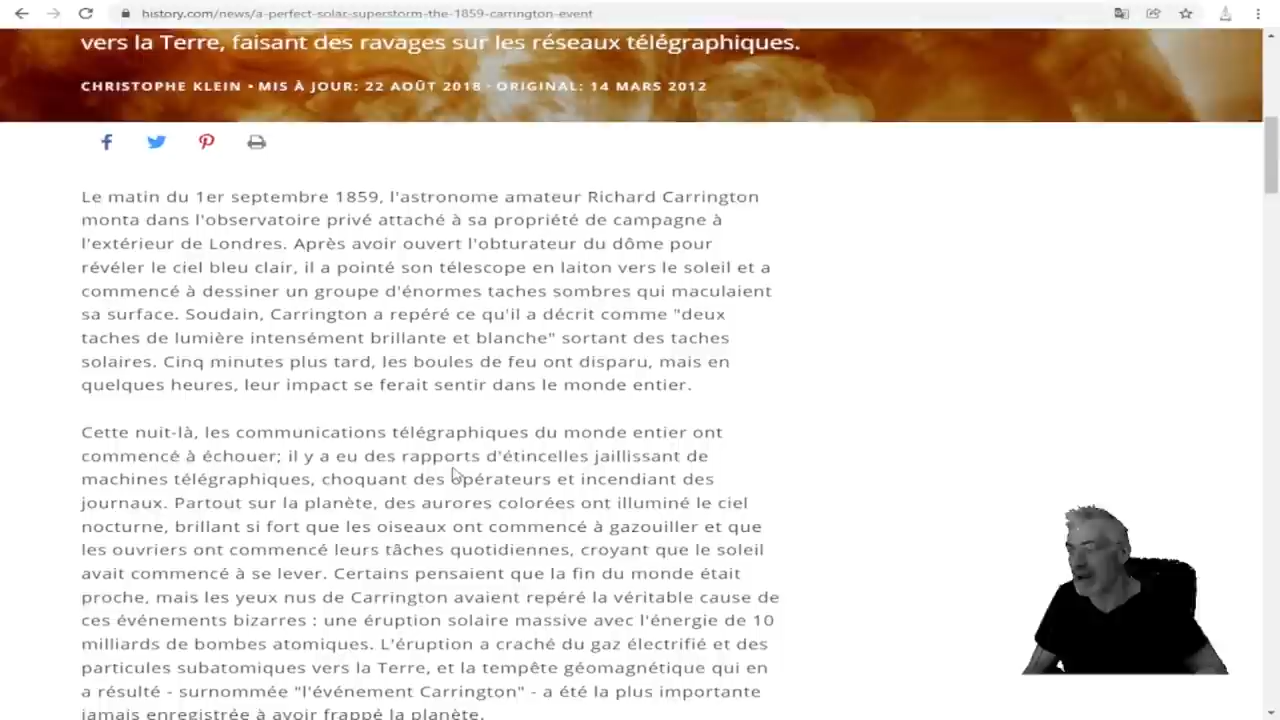 history.com/news/a-perfect-solar-superstorm-the-1859-carrington-event
vers la Terre, faisant des ravages sur les réseaux télégraphiques.
CHRISTOPHE KLEIN • MIS À JOUR: 22 AOÛT 2018 · ORIGINAL: 14 MARS 2012
Le matin du 1er septembre 1859, l'astronome amateur Richard Carrington
monta dans l'observatoire privé attaché à sa propriété de campagne à
l'extérieur de Londres. Après avoir ouvert l'obturateur du dôme pour
révéler le ciel bleu clair, il a pointé son télescope en laiton vers le soleil et a
commencé à dessiner un groupe d'énormes taches sombres qui maculaient
sa surface. Soudain, Carrington a repéré ce qu'il a décrit comme "deux
taches de lumière intensément brillante et blanche" sortant des taches
solaires. Cinq minutes plus tard, les boules de feu ont disparu, mais en
quelques heures, leur impact se ferait sentir dans le monde entier.
Cette nuit-là, les communications télégraphiques du monde entier ont
commencé à échouer; il y a eu des rapports d'étincelles jaillissant de
machines télégraphiques, choquant des opérateurs et incendiant des
journaux. Partout sur la planète, des aurores colorées ont illuminé le ciel
nocturne, brillant si fort que les oiseaux ont commencé à gazouiller et que
les ouvriers ont commencé leurs tâches quotidiennes, croyant que le soleil
avait commencé à se lever. Certains pensaient que la fin du monde était
proche, mais les yeux nus de Carrington avaient repéré la véritable cause de
ces événements bizarres : une éruption solaire massive avec l'énergie de 10
milliards de bombes atomiques. L'éruption a craché du gaz électrifié et des
particules subatomiques vers la Terre, et la tempête géomagnétique qui en
a résulté - surnommée "l'événement Carrington" - a été la plus importante
jamais enregistrée à avoir frappé la planète.